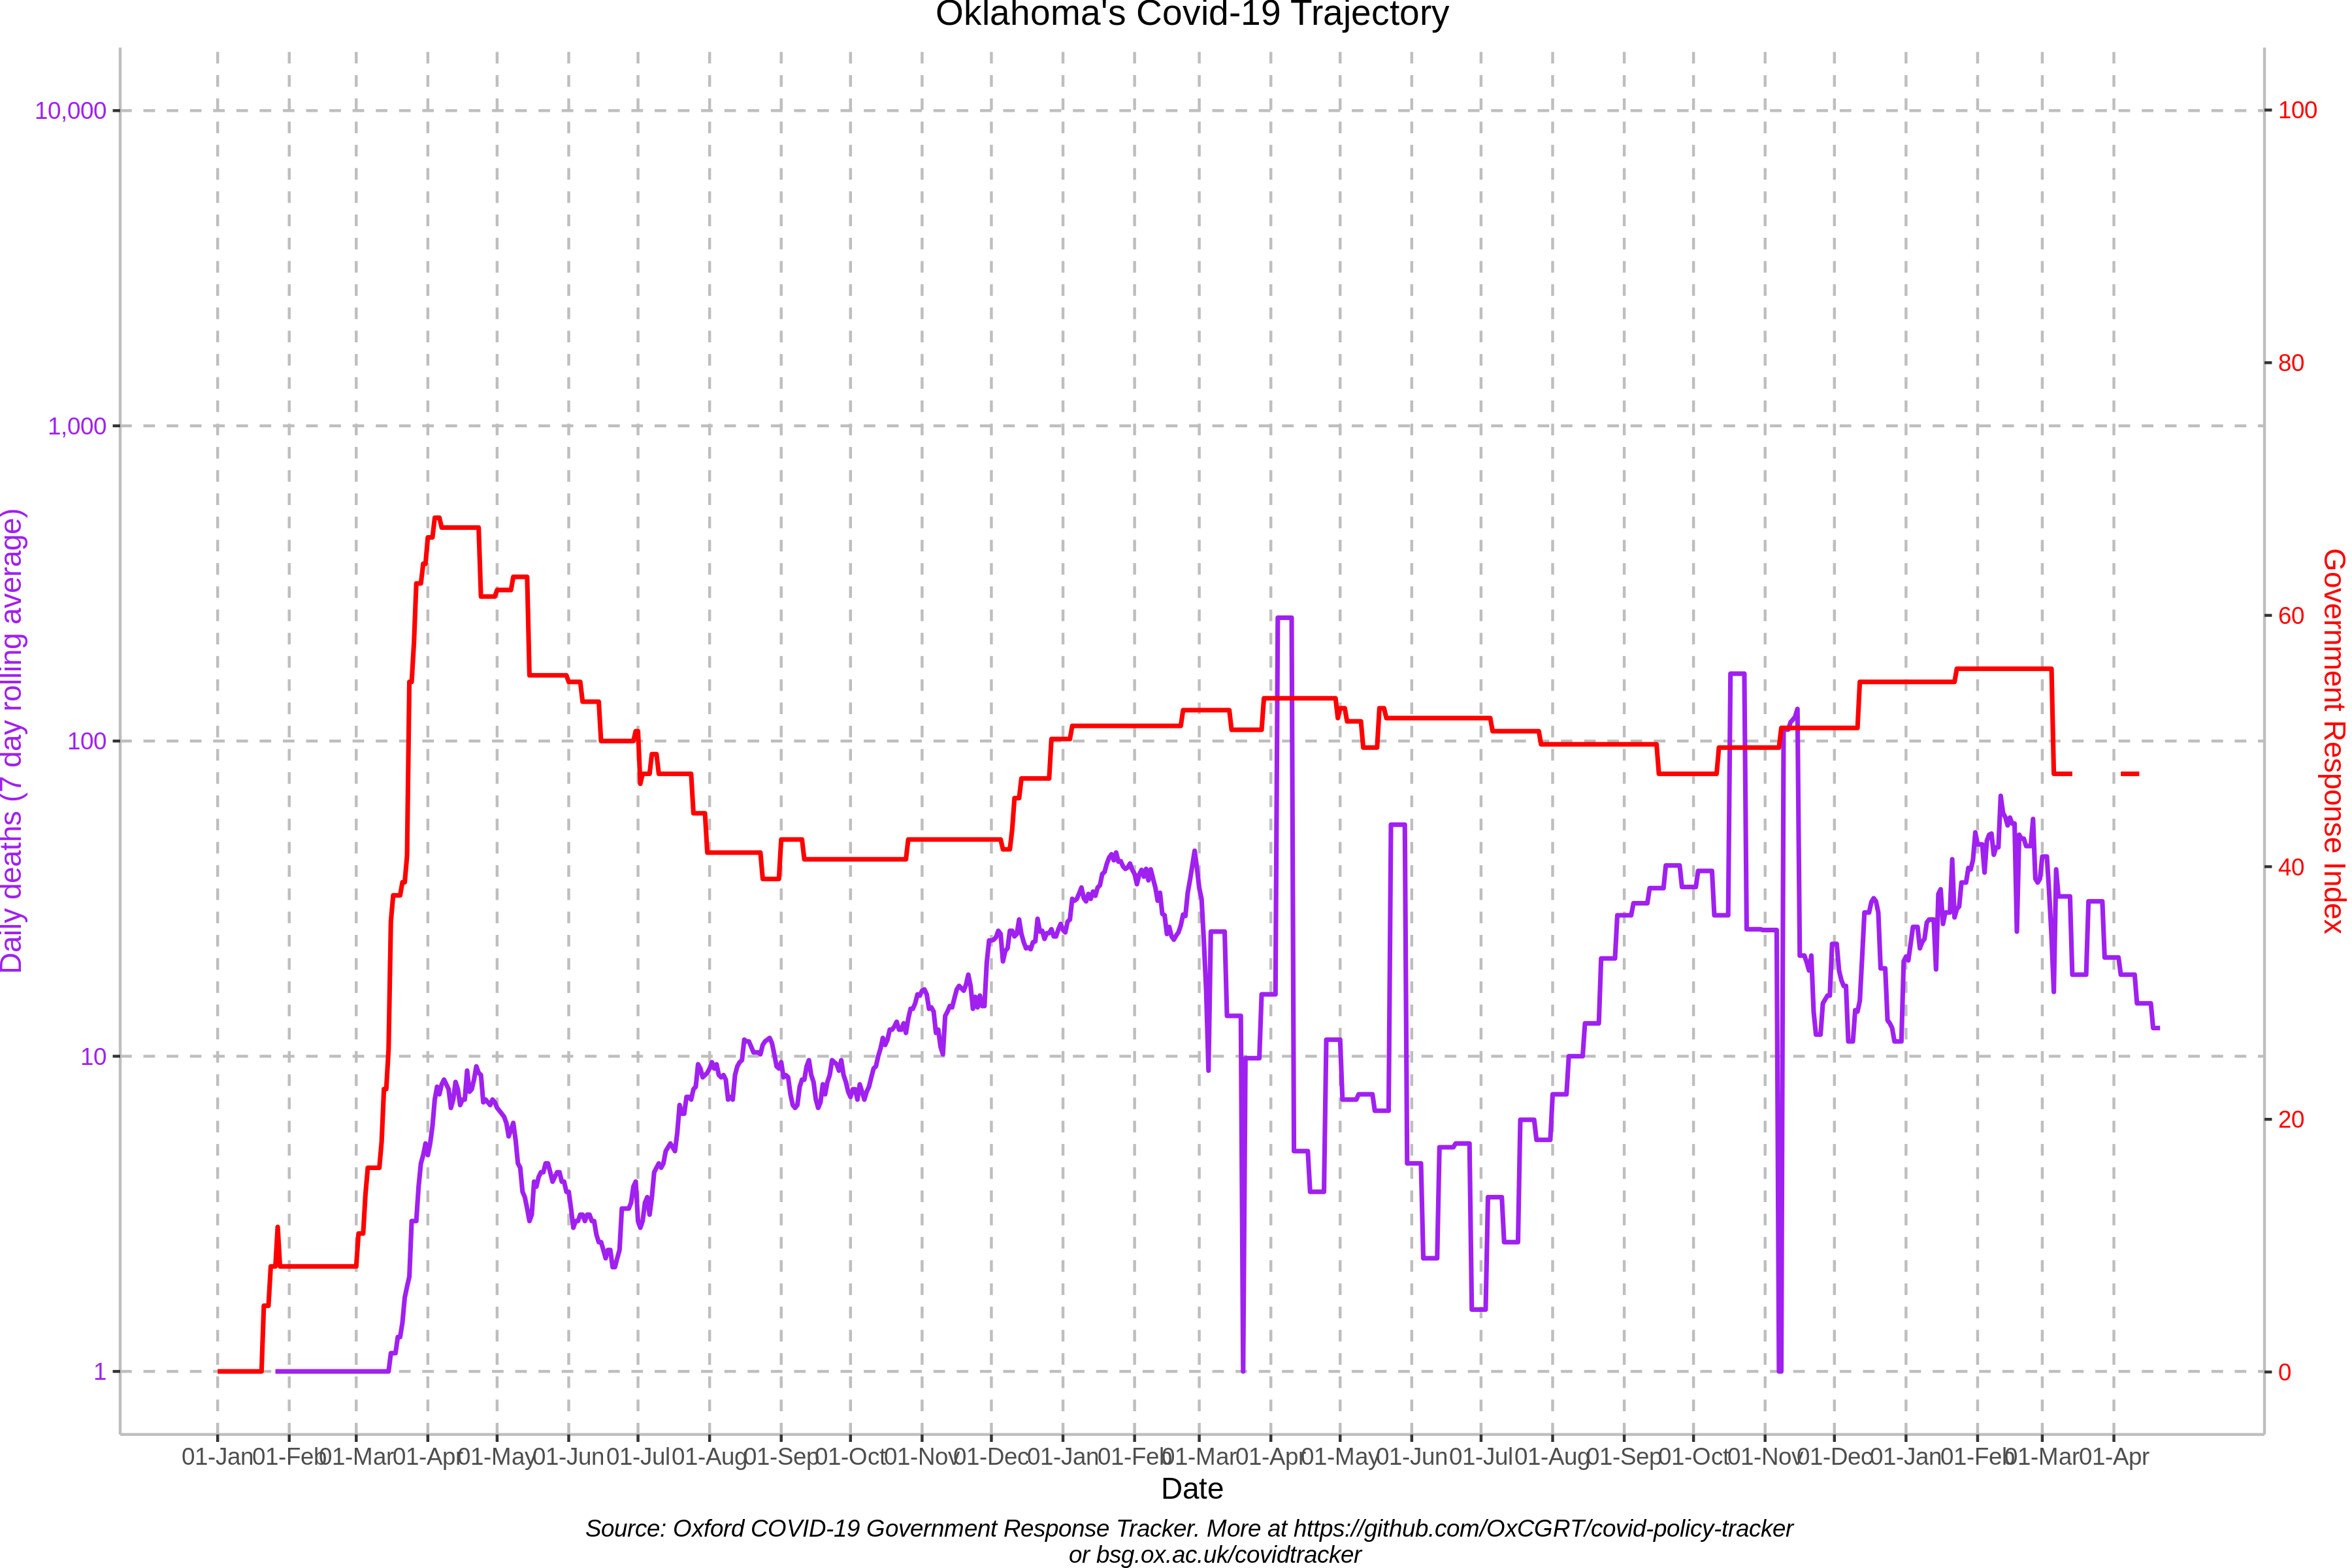 Oklahoma's Covid-19 Trajectory
10,000
1,000
100
10
1
Daily deaths (7 day rolling average)
100
80
60
40
20
0
Government Response Index
01-Jan 01-Feb 01-Mar 01-Apr 01-May 01-Jun 01-Jul 01-Aug 01-Sep 01-Oct 01-Nov 01-Dec 01-Jan 01-Feb 01-Mar 01-Apr 01-May 01-Jun 01-Jul 01-Aug 01-Sep 01-Oct 01-Nov 01-Dec 01-Jan 01-Feb 01-Mar 01-Apr
Date
Source: Oxford COVID-19 Government Response Tracker. More at https://github.com/OxCGRT/covid-policy-tracker
or bsg.ox.ac.uk/covidtracker